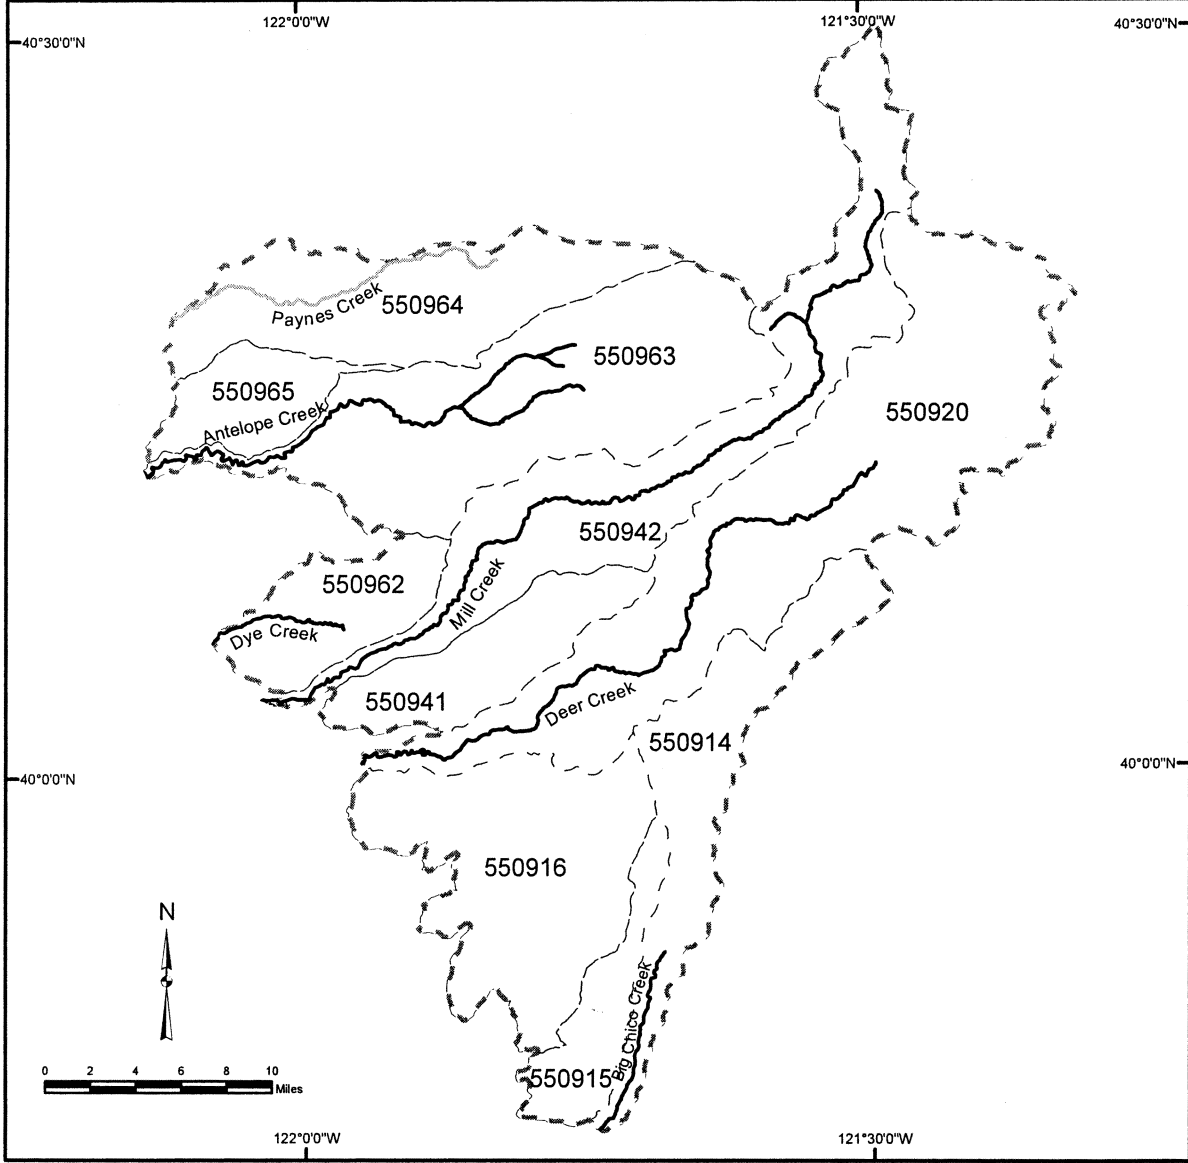 122°0'0"W
121°30'0"W
40°30'0"N
40°30'0"N
Paynes Creek
550964
550963
550965
Antelope Creek
550920
550942
550962
Mill Creek
Dye Creek
550941
Deer Creek
550914
40°0'0"N
40°0'0"N
550916
N
Big Chico Creek
0 2 4 6 8 10
Miles
550915
122°0'0"W
121°30'0"W